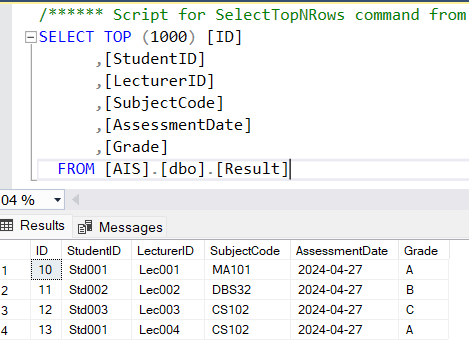 /****** Script for SelectTopNRows command from
SELECT TOP (1000) [ID]
,[StudentID]
,[LecturerID]
,[SubjectCode]
,[AssessmentDate]
,[Grade]
FROM [AIS].[dbo].[Result]
04 %
Results Messages
ID StudentID LecturerID SubjectCode AssessmentDate Grade
1 10 Std001 Lec001 MA101 2024-04-27 A
2 11 Std002 Lec002 DBS32 2024-04-27 B
3 12 Std003 Lec003 CS102 2024-04-27 C
4 13 Std001 Lec004 CS102 2024-04-27 A